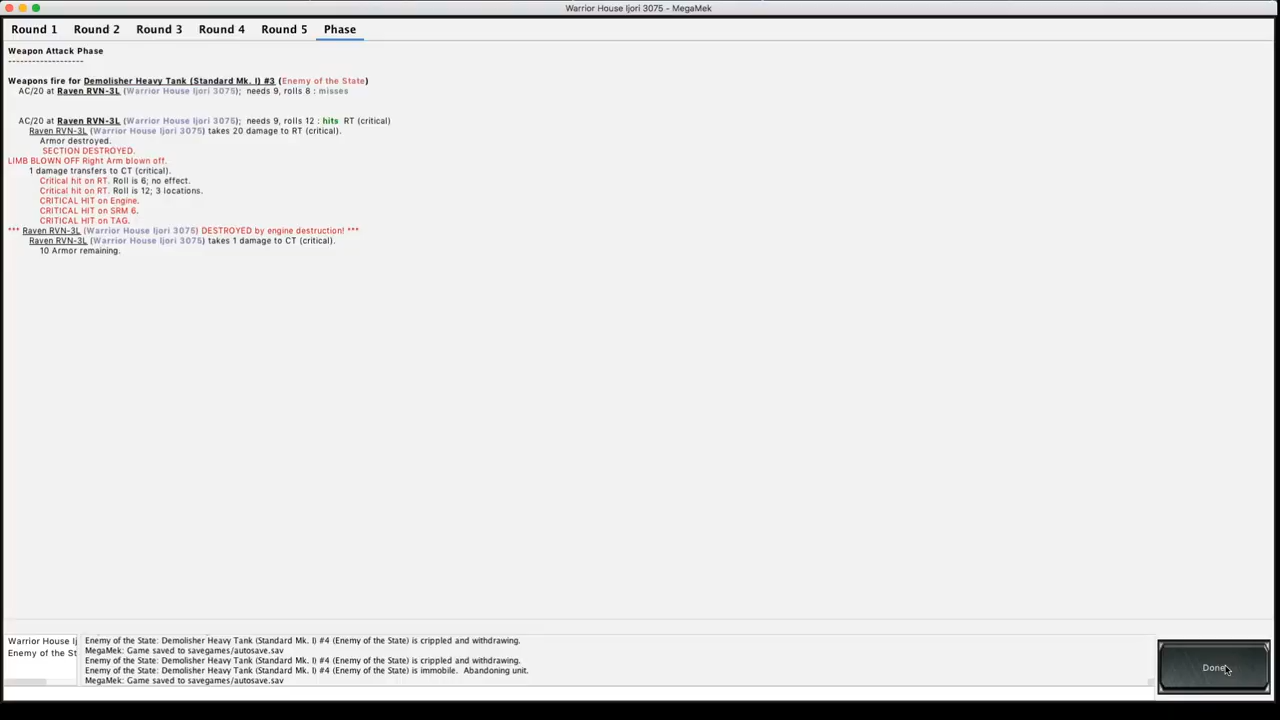 Warrior House Ijori 3075 - MegaMek
Round 1 Round 2 Round 3 Round 4 Round 5 Phase
Weapon Attack Phase
-------------------
Weapons fire for Demolisher Heavy Tank (Standard Mk. I) #3 (Enemy of the State)
AC/20 at Raven RVN-3L (Warrior House Ijori 3075); needs 9, rolls 8 : misses
AC/20 at Raven RVN-3L (Warrior House Ijori 3075); needs 9, rolls 12 : hits RT (critical)
Raven RVN-3L (Warrior House Ijori 3075) takes 20 damage to RT (critical).
Armor destroyed.
SECTION DESTROYED.
LIMB BLOWN OFF Right Arm blown off.
1 damage transfers to CT (critical).
Critical hit on RT. Roll is 6; no effect.
Critical hit on RT. Roll is 12; 3 locations.
CRITICAL HIT on Engine.
CRITICAL HIT on SRM 6.
CRITICAL HIT on TAG.
*** Raven RVN-3L (Warrior House Ijori 3075) DESTROYED by engine destruction! ***
Raven RVN-3L (Warrior House Ijori 3075) takes 1 damage to CT (critical).
10 Armor remaining.
Warrior House Ij
Enemy of the St
Enemy of the State: Demolisher Heavy Tank (Standard Mk. I) #4 (Enemy of the State) is crippled and withdrawing.
MegaMek: Game saved to savegames/autosave.sav
Enemy of the State: Demolisher Heavy Tank (Standard Mk. I) #4 (Enemy of the State) is crippled and withdrawing.
Enemy of the State: Demolisher Heavy Tank (Standard Mk. I) #4 (Enemy of the State) is immobile. Abandoning unit.
MegaMek: Game saved to savegames/autosave.sav
Done